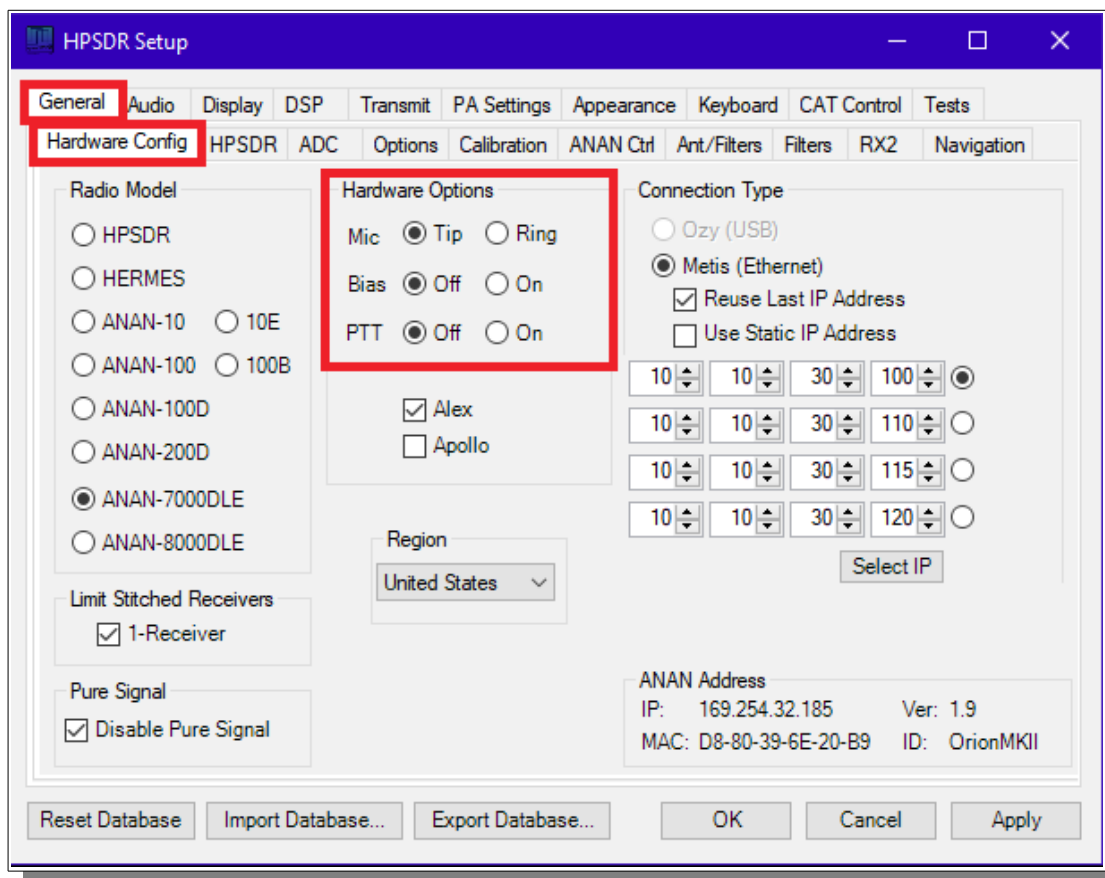 HPSDR Setup
General Audio Display DSP Transmit PA Settings Appearance Keyboard CAT Control Tests
Hardware Config HPSDR ADC Options Calibration ANAN Ctrl Ant/Filters Filters RX2 Navigation
Radio Model
HPSDR
HERMES
ANAN-10 10E
ANAN-100 100B
ANAN-100D
ANAN-200D
ANAN-7000DLE
ANAN-8000DLE
Limit Stitched Receivers
1-Receiver
Pure Signal
Disable Pure Signal
Hardware Options
Mic Tip Ring
Bias Off On
PTT Off On
Alex
Apollo
Region
United States
Connection Type
Ozy (USB)
Metis (Ethernet)
Reuse Last IP Address
Use Static IP Address
10 10 30 100
10 10 30 110
10 10 30 115
10 10 30 120
Select IP
ANAN Address
IP: 169.254.32.185 Ver: 1.9
MAC: D8-80-39-6E-20-B9 ID: OrionMKII
Reset Database Import Database... Export Database... OK Cancel Apply